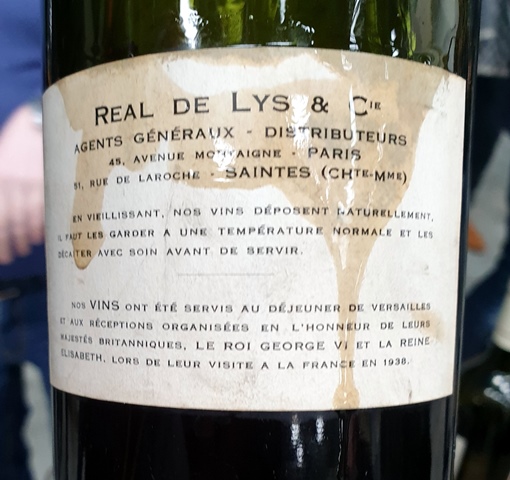 REAL DE LYS & CIE
AGENTS GÉNÉRAUX - DISTRIBUTEURS
45, AVENUE MONTAIGNE - PARIS
51, RUE DE LAROCHE - SAINTES (CHTE-MME)
EN VIEILLISSANT, NOS VINS DÉPOSENT NATURELLEMENT,
IL FAUT LES GARDER A UNE TEMPÉRATURE NORMALE ET LES
DÉCANTER AVEC SOIN AVANT DE SERVIR.
NOS VINS ONT ÉTÉ SERVIS AU DÉJEUNER DE VERSAILLES
ET AUX RÉCEPTIONS ORGANISÉES EN L'HONNEUR DE LEURS
MAJESTÉS BRITANNIQUES, LE ROI GEORGE VI ET LA REINE
ELISABETH, LORS DE LEUR VISITE A LA FRANCE EN 1938.